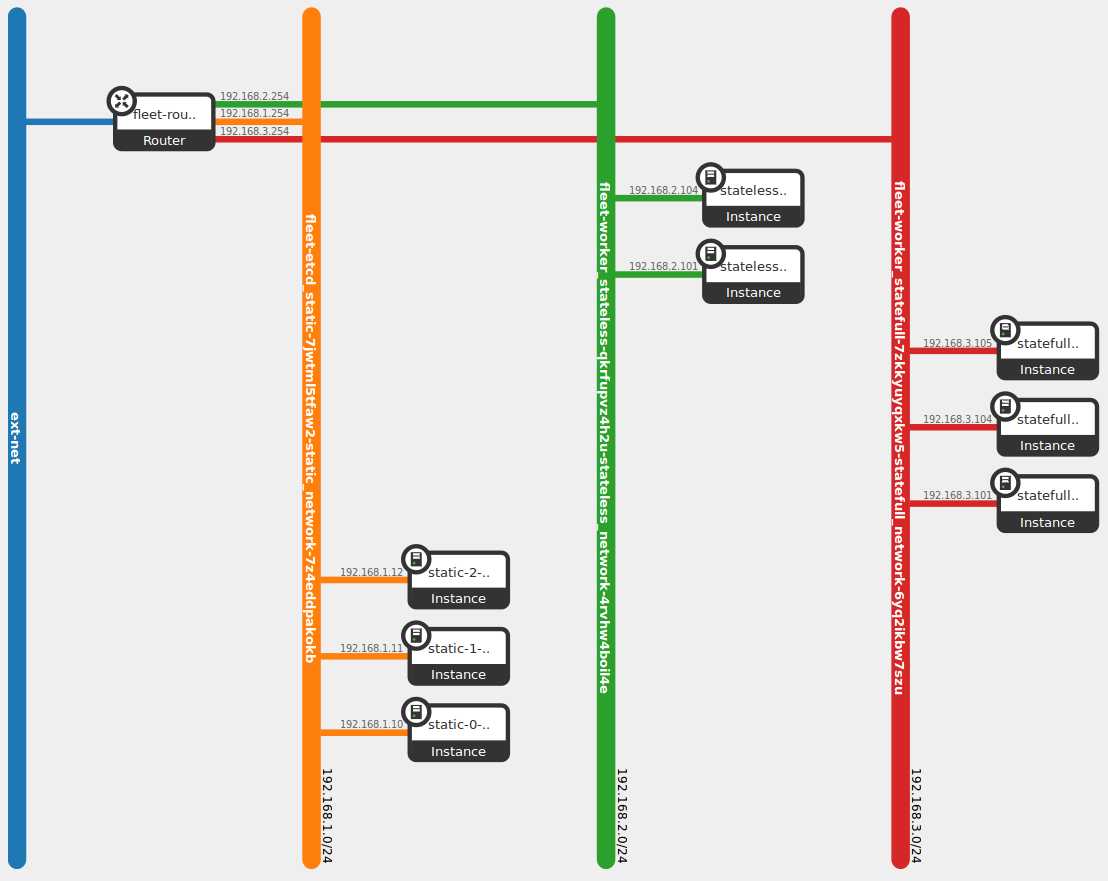 ext-net
fleet-rou..
Router
192.168.2.254
192.168.1.254
192.168.3.254
fleet-etcd_static-7jwtml5tfaw2-static_network-7z4eddpakokb
192.168.1.0/24
static-2-..
Instance
192.168.1.12
static-1-..
Instance
192.168.1.11
static-0-..
Instance
192.168.1.10
fleet-worker_stateless-qkrfupvz4h2u-stateless_network-4rvhw4boil4e
192.168.2.0/24
192.168.2.104
stateless..
Instance
192.168.2.101
stateless..
Instance
fleet-worker_statefull-7zkkyuyqxkw5-statefull_network-6yq2ikbw7szu
192.168.3.0/24
192.168.3.105
statefull..
Instance
192.168.3.104
statefull..
Instance
192.168.3.101
statefull..
Instance